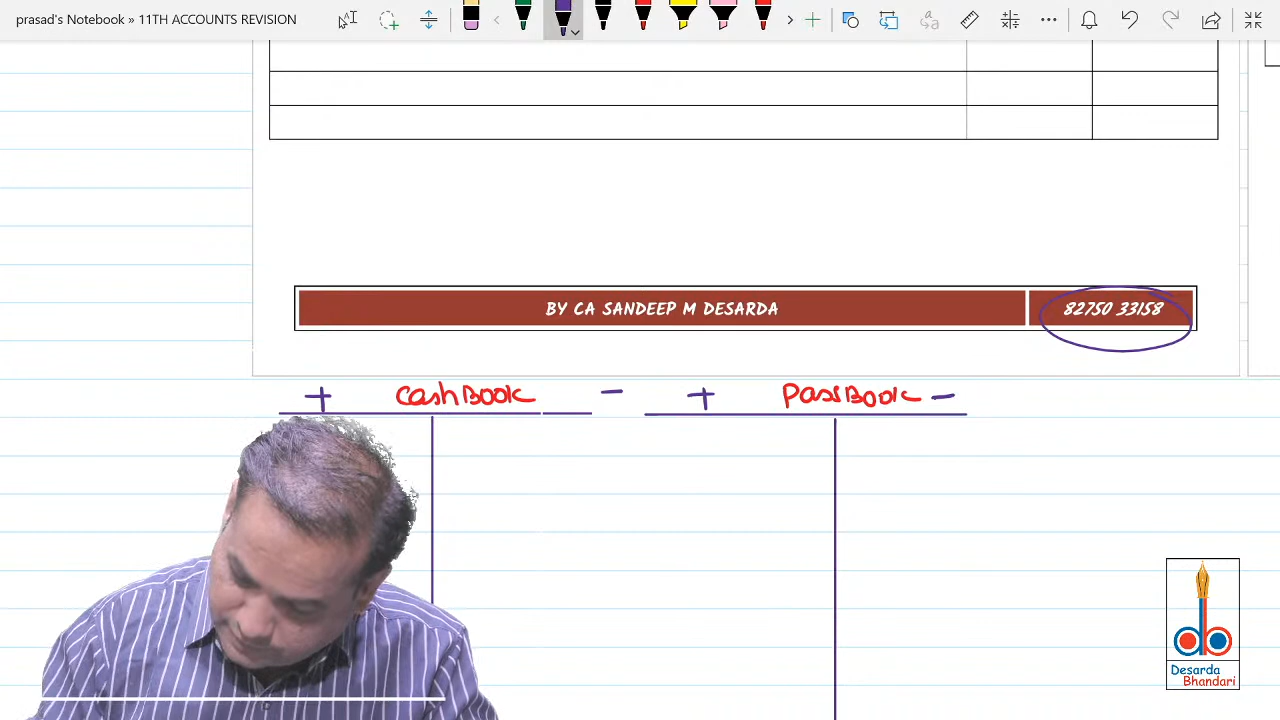 prasad's Notebook » 11TH ACCOUNTS REVISION
BY CA SANDEEP M DESARDA
82750 33158
+ CashBook - + PassBook -
Desarda
Bhandari